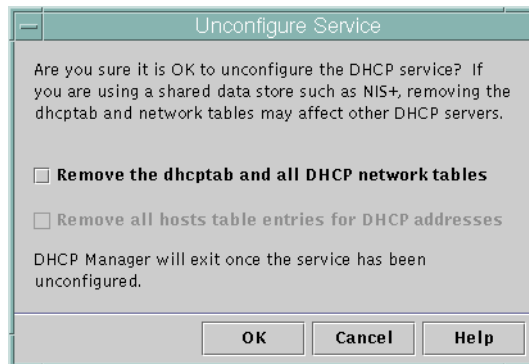 Unconfigure Service
Are you sure it is OK to unconfigure the DHCP service? If
you are using a shared data store such as NIS+, removing the
dhcptab and network tables may affect other DHCP servers.
Remove the dhcptab and all DHCP network tables
Remove all hosts table entries for DHCP addresses
DHCP Manager will exit once the service has been
unconfigured.
OK Cancel Help